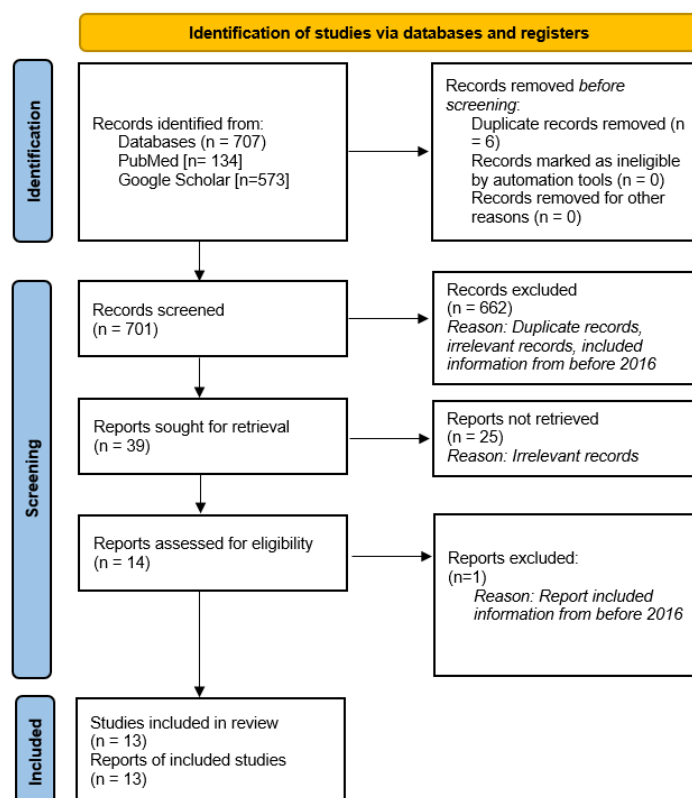 Identification of studies via databases and registers
Identification
Records identified from:
Databases (n = 707)
PubMed [n= 134]
Google Scholar [n=573]
Records removed before
screening:
Duplicate records removed (n
= 6)
Records marked as ineligible
by automation tools (n = 0)
Records removed for other
reasons (n = 0)
Screening
Records screened
(n = 701)
Records excluded
(n = 662)
Reason: Duplicate records,
irrelevant records, included
information from before 2016
Reports sought for retrieval
(n = 39)
Reports not retrieved
(n = 25)
Reason: Irrelevant records
Reports assessed for eligibility
(n = 14)
Reports excluded:
(n=1)
Reason: Report included
information from before 2016
Included
Studies included in review
(n = 13)
Reports of included studies
(n = 13)